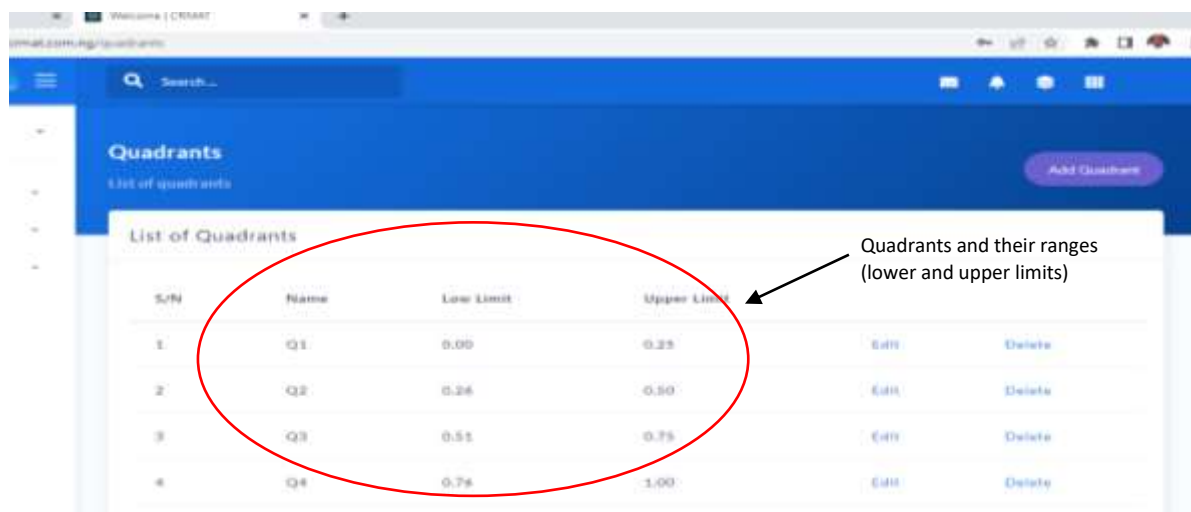 Welcome | CRMAT
Search...
Quadrants
List of quadrants
Add Quadrant
List of Quadrants
Quadrants and their ranges
(lower and upper limits)
S/N Name Low Limit Upper Limit
1 Q1 0.00 0.25 Edit Delete
2 Q2 0.26 0.50 Edit Delete
3 Q3 0.51 0.75 Edit Delete
4 Q4 0.76 1.00 Edit Delete